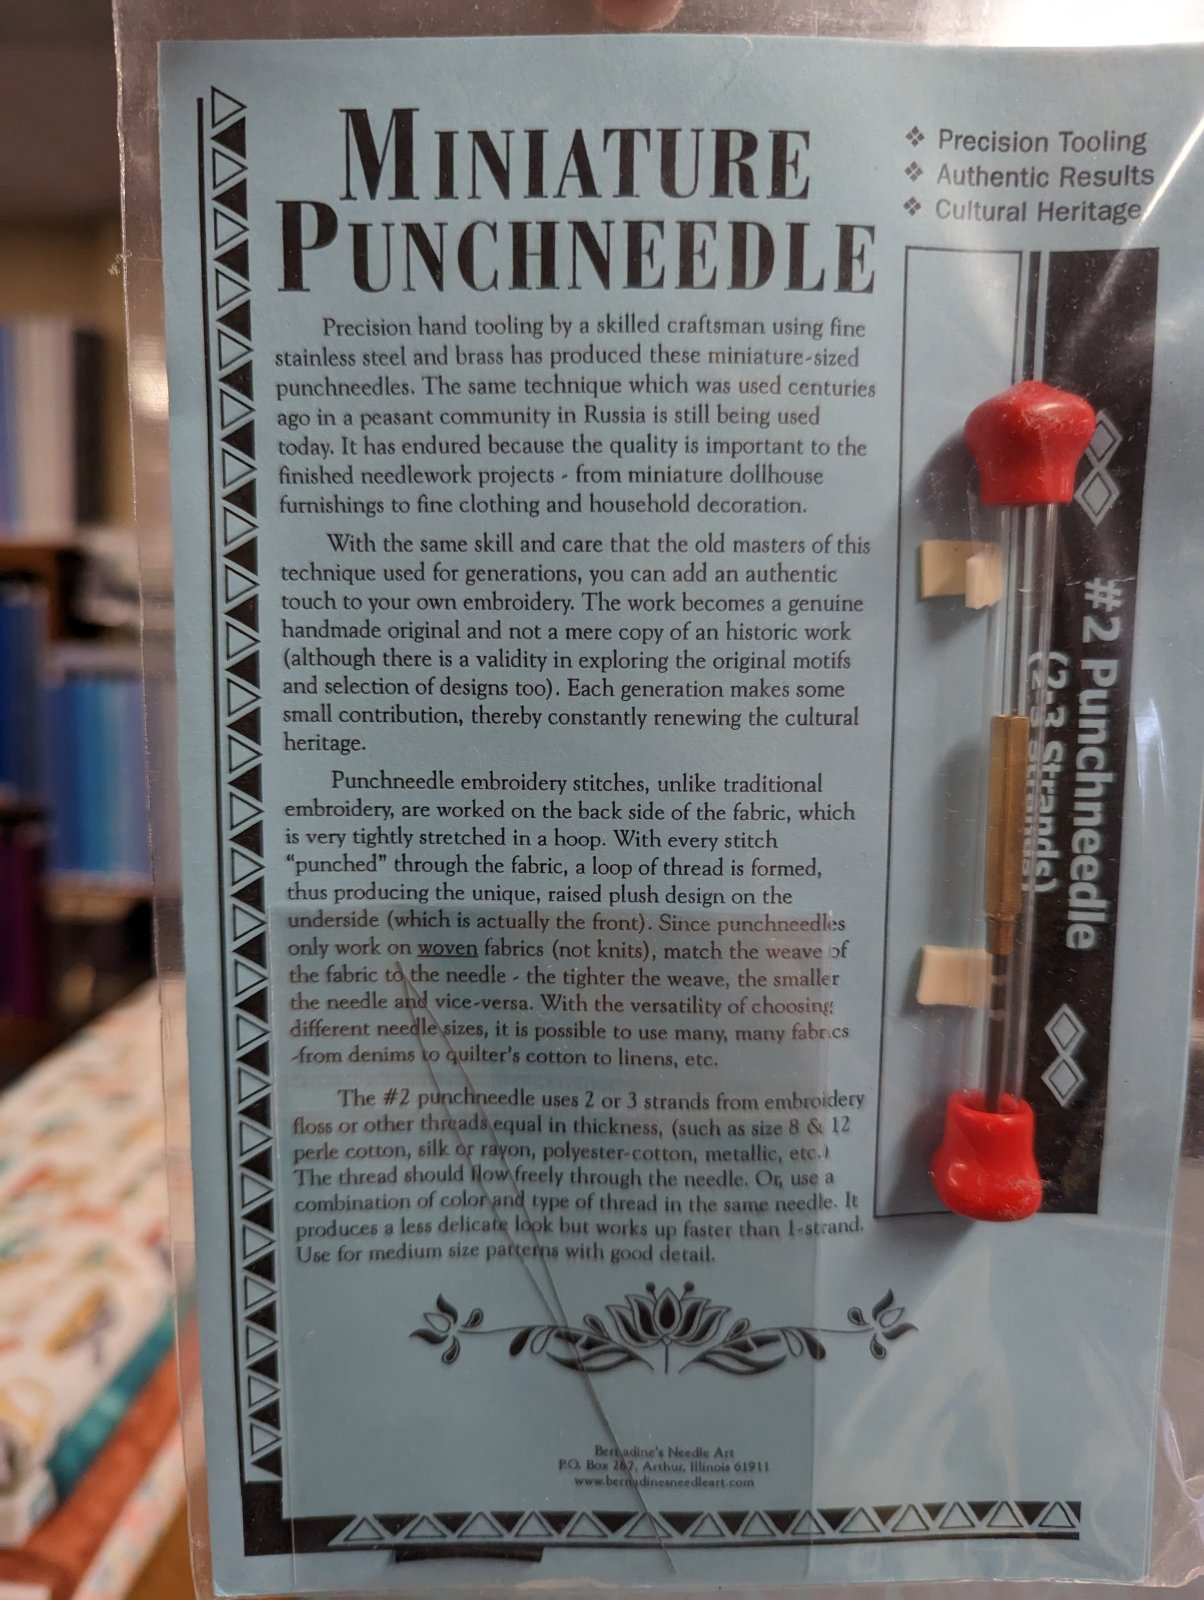 MINIATURE
PUNCHNEEDLE
❖ Precision Tooling
❖ Authentic Results
❖ Cultural Heritage
Precision hand tooling by a skilled craftsman using fine
stainless steel and brass has produced these miniature-sized
punchneedles. The same technique which was used centuries
ago in a peasant community in Russia is still being used
today. It has endured because the quality is important to the
finished needlework projects - from miniature dollhouse
furnishings to fine clothing and household decoration.
With the same skill and care that the old masters of this
technique used for generations, you can add an authentic
touch to your own embroidery. The work becomes a genuine
handmade original and not a mere copy of an historic work
(although there is a validity in exploring the original motifs
and selection of designs too). Each generation makes some
small contribution, thereby constantly renewing the cultural
heritage.
Punchneedle embroidery stitches, unlike traditional
embroidery, are worked on the back side of the fabric, which
is very tightly stretched in a hoop. With every stitch
"punched" through the fabric, a loop of thread is formed,
thus producing the unique, raised plush design on the
underside (which is actually the front). Since punchneedles
only work on woven fabrics (not knits), match the weave of
the fabric to the needle - the tighter the weave, the smaller
the needle and vice-versa. With the versatility of choosing
different needle sizes, it is possible to use many, many fabrics
-from denims to quilter's cotton to linens, etc.
The #2 punchneedle uses 2 or 3 strands from embroidery
floss or other threads equal in thickness, (such as size 8 & 12
perle cotton, silk or rayon, polyester-cotton, metallic, etc.)
The thread should flow freely through the needle. Or, use a
combination of color and type of thread in the same needle. It
produces a less delicate look but works up faster than 1-strand.
Use for medium size patterns with good detail.
#2 Punchneedle
(2-3 Strands)
Bernadine's Needle Art
P.O. Box 287, Arthur, Illinois 61911
www.bernadinesneedleart.com